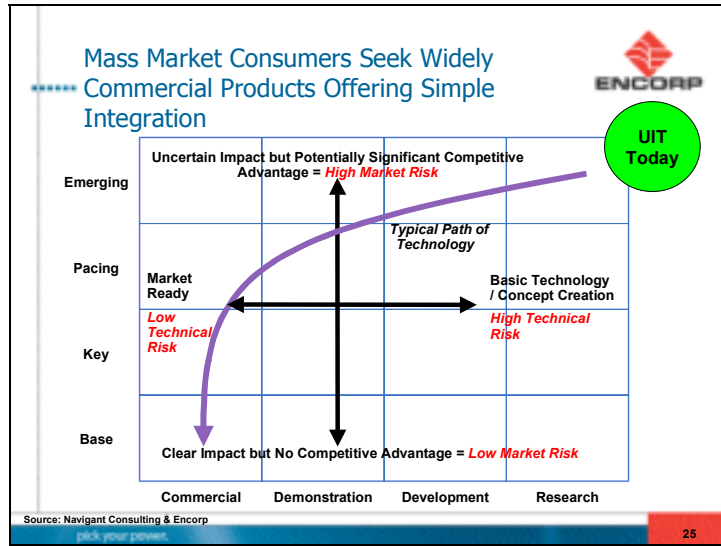 Mass Market Consumers Seek Widely
Commercial Products Offering Simple
Integration
ENCORP
UIT
Today
Uncertain Impact but Potentially Significant Competitive
Advantage = High Market Risk
Emerging
Typical Path of
Technology
Pacing
Market
Ready
Basic Technology
/ Concept Creation
Low
Technical
Risk
High Technical
Risk
Key
Base
Clear Impact but No Competitive Advantage = Low Market Risk
Commercial
Demonstration
Development
Research
Source: Navigant Consulting & Encorp
pick your power.
25